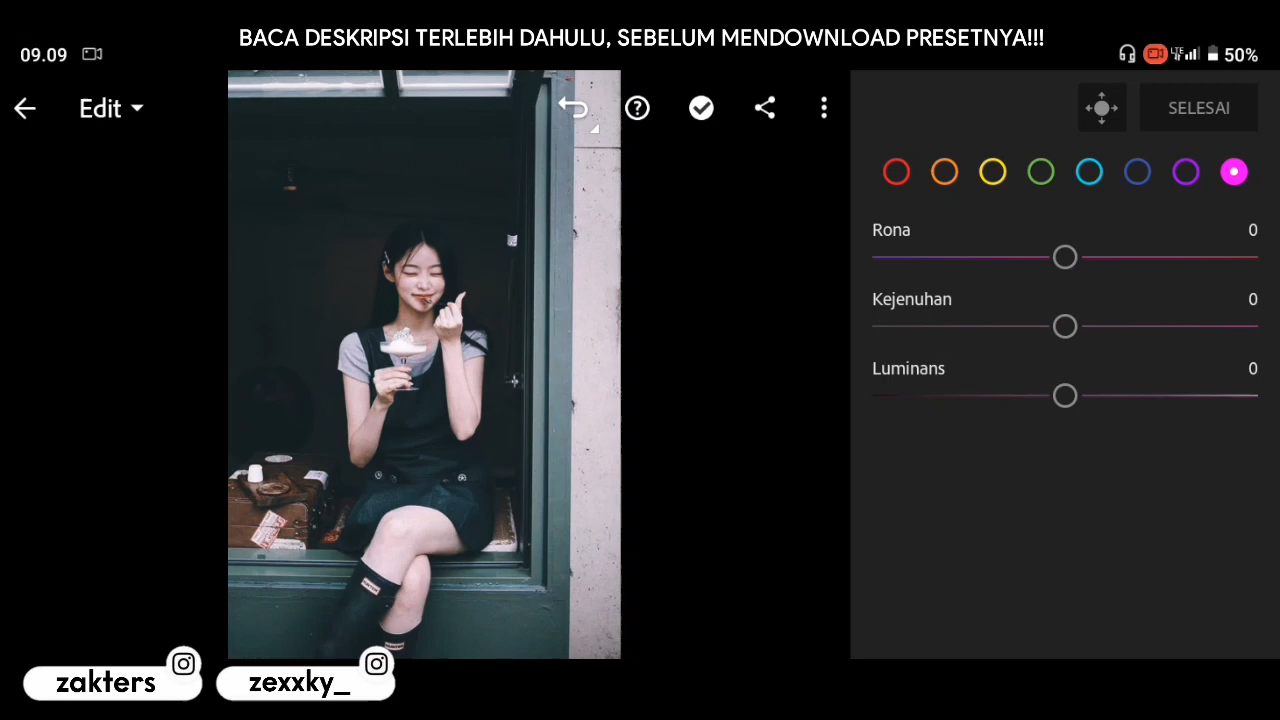 BACA DESKRIPSI TERLEBIH DAHULU, SEBELUM MENDOWNLOAD PRESETNYA!!!
09.09
LTE
50%
Edit
SELESAI
Rona 0
Kejenuhan 0
Luminans 0
zakters
zexxky_